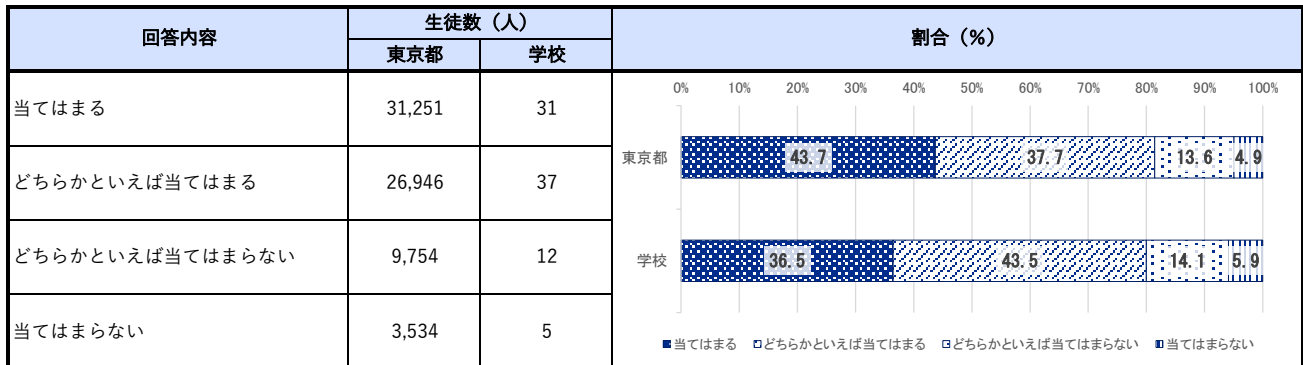 回答内容
生徒数（人）
割合（%）
東京都
学校
当てはまる
31,251
31
どちらかといえば当てはまる
26,946
37
どちらかといえば当てはまらない
9,754
12
当てはまらない
3,534
5
0% 10% 20% 30% 40% 50% 60% 70% 80% 90% 100%
東京都 43.7 37.7 13.6 4.9
学校 36.5 43.5 14.1 5.9
当てはまる どちらかといえば当てはまる どちらかといえば当てはまらない 当てはまらない